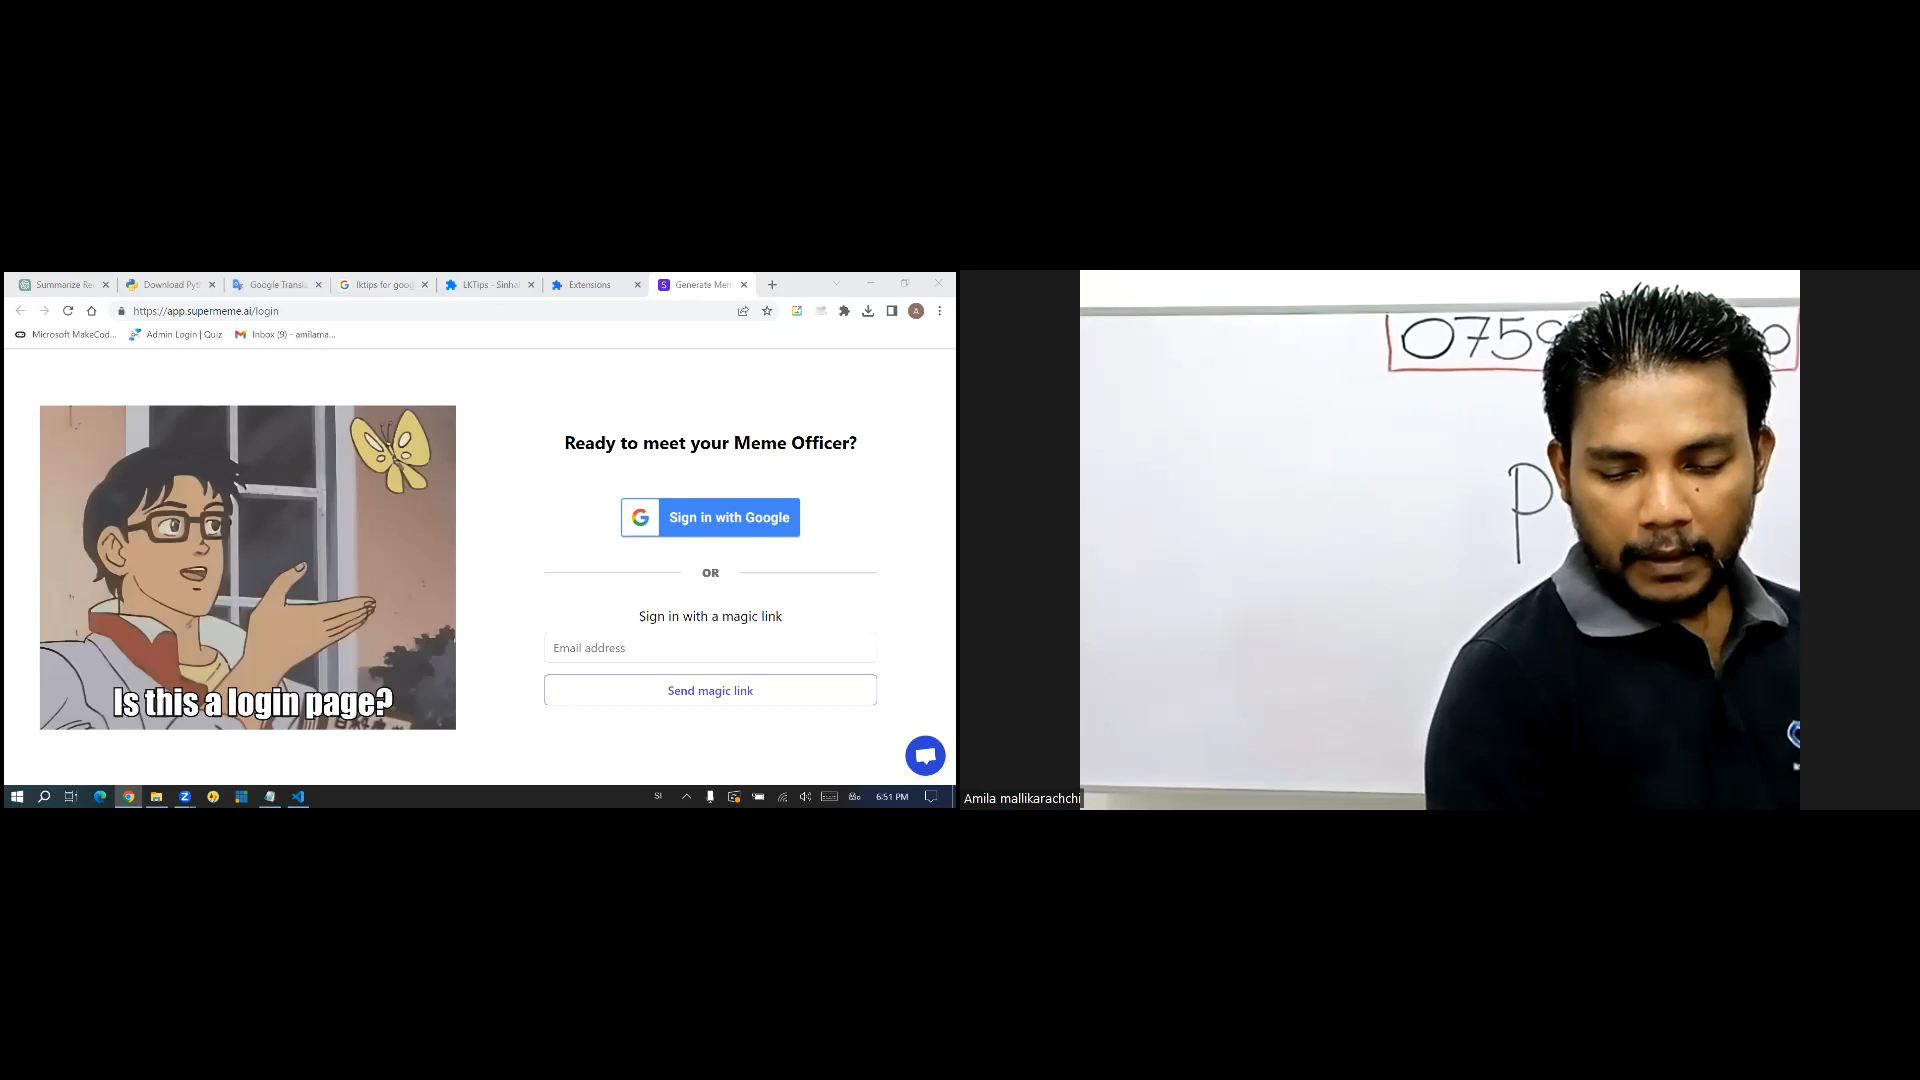 Summarize Re
Download Pyt
Google Transl
lktips for goog
LKTips - Sinhal
Extensions
Generate Mem
https://app.supermeme.ai/login
Microsoft MakeCod...
Admin Login | Quiz
Inbox (9) - amilama...
Ready to meet your Meme Officer?
Sign in with Google
OR
Sign in with a magic link
Email address
Send magic link
Is this a login page?
SI
6:51 PM
Amila mallikarachchi
075
P